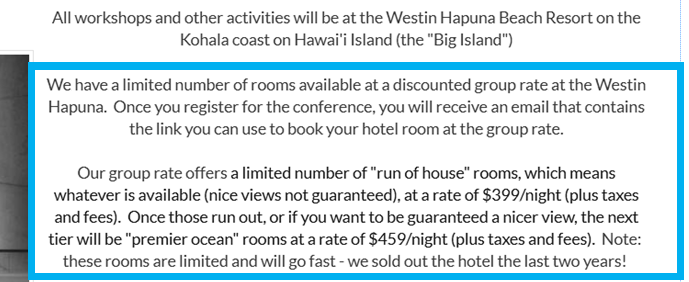 All workshops and other activities will be at the Westin Hapuna Beach Resort on the
Kohala coast on Hawai'i Island (the "Big Island")
We have a limited number of rooms available at a discounted group rate at the Westin
Hapuna. Once you register for the conference, you will receive an email that contains
the link you can use to book your hotel room at the group rate.
Our group rate offers a limited number of "run of house" rooms, which means
whatever is available (nice views not guaranteed), at a rate of $399/night (plus taxes
and fees). Once those run out, or if you want to be guaranteed a nicer view, the next
tier will be "premier ocean" rooms at a rate of $459/night (plus taxes and fees). Note:
these rooms are limited and will go fast - we sold out the hotel the last two years!